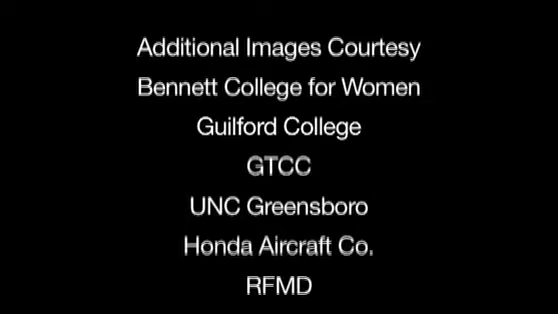 Additional Images Courtesy
Bennett College for Women
Guilford College
GTCC
UNC Greensboro
Honda Aircraft Co.
RFMD